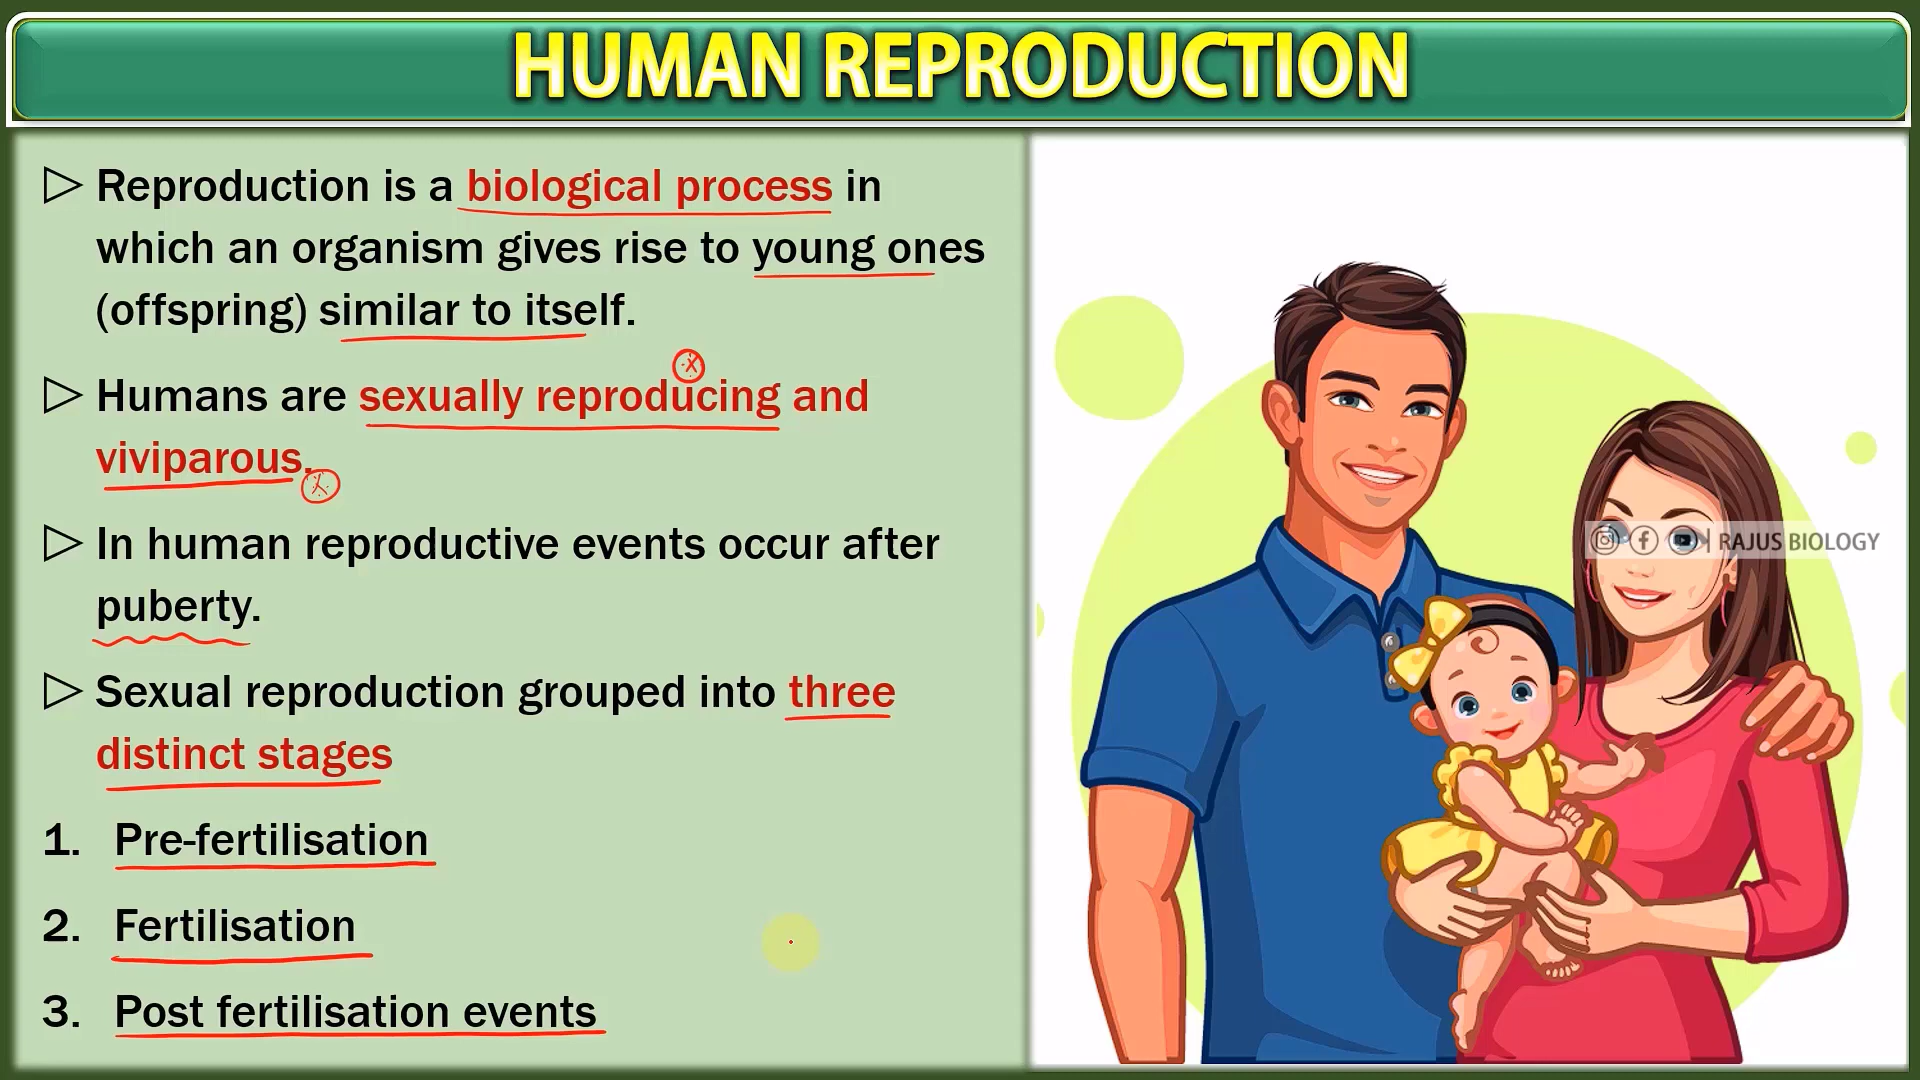 HUMAN REPRODUCTION
Reproduction is a biological process in
which an organism gives rise to young ones
(offspring) similar to itself.
Humans are sexually reproducing and
viviparous.
In human reproductive events occur after
puberty.
Sexual reproduction grouped into three
distinct stages
1. Pre-fertilisation
2. Fertilisation
3. Post fertilisation events
| RAJUS BIOLOGY